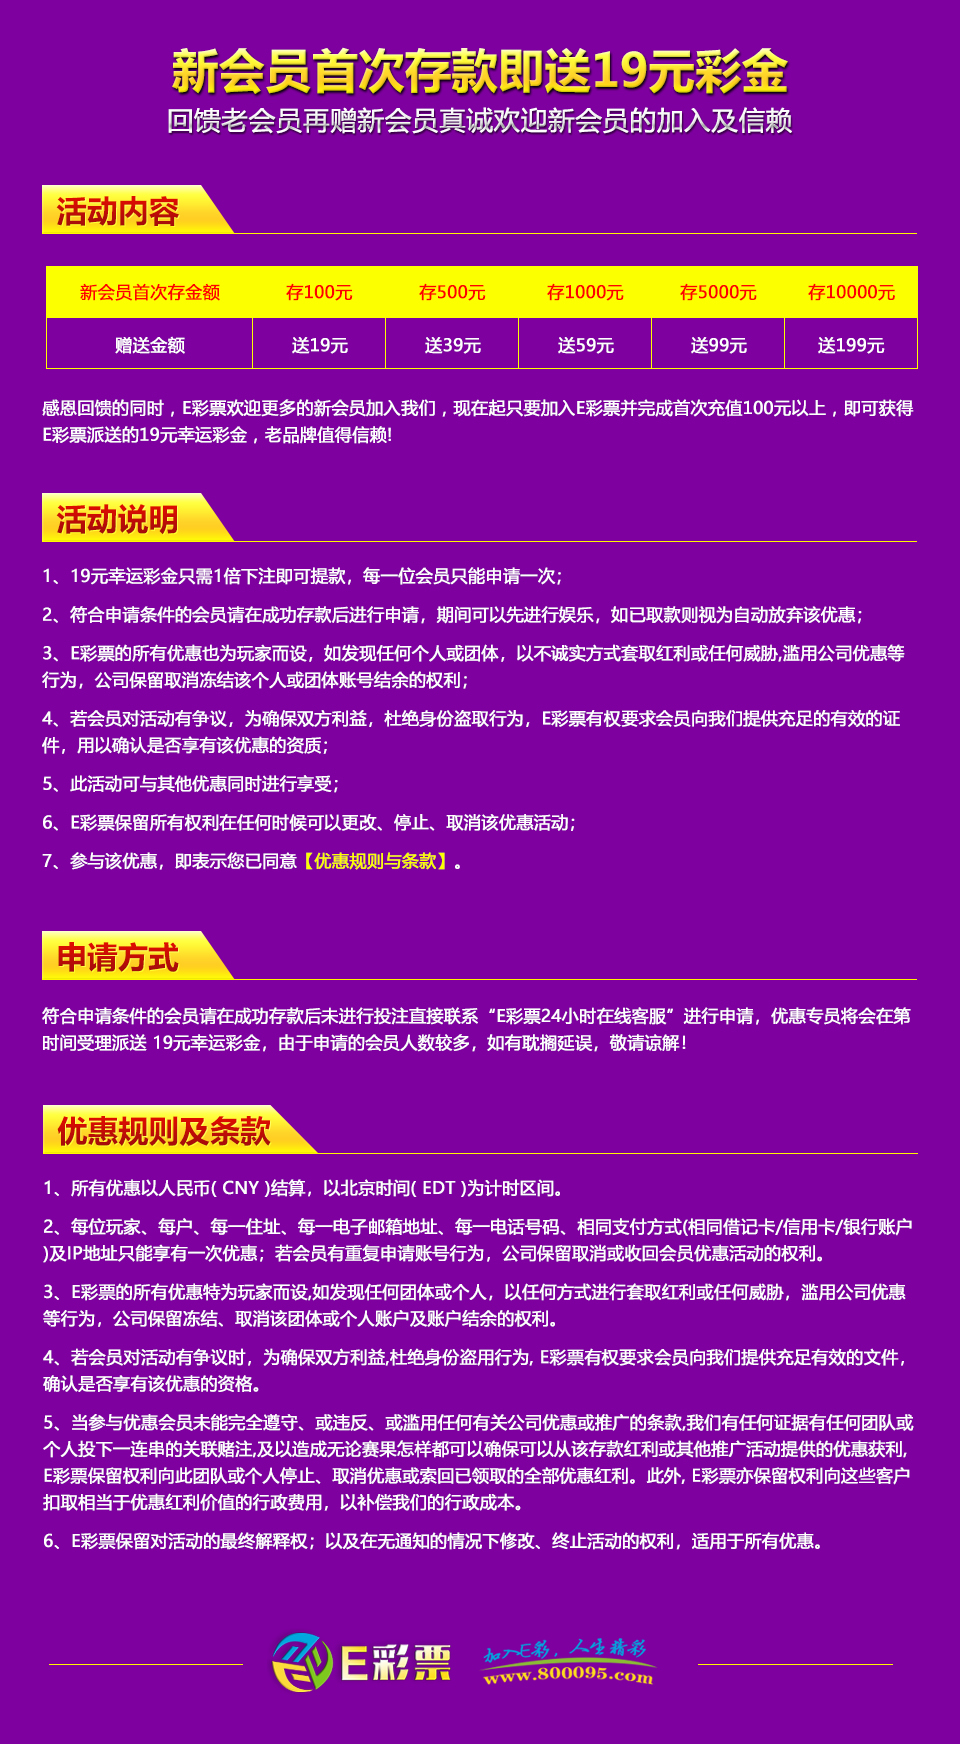 新会员首次存款即送19元彩金
回馈老会员再赠新会员真诚欢迎新会员的加入及信赖
活动内容
新会员首次存金额 存100元 存500元 存1000元 存5000元 存10000元
赠送金额 送19元 送39元 送59元 送99元 送199元
感恩回馈的同时，E彩票欢迎更多的新会员加入我们，现在起只要加入E彩票并完成首次充值100元以上，即可获得
E彩票派送的19元幸运彩金，老品牌值得信赖!
活动说明
1、19元幸运彩金只需1倍下注即可提款，每一位会员只能申请一次；
2、符合申请条件的会员请在成功存款后进行申请，期间可以先进行娱乐，如已取款则视为自动放弃该优惠；
3、E彩票的所有优惠也为玩家而设，如发现任何个人或团体，以不诚实方式套取红利或任何威胁,滥用公司优惠等
行为，公司保留取消冻结该个人或团体账号结余的权利；
4、若会员对活动有争议，为确保双方利益，杜绝身份盗取行为，E彩票有权要求会员向我们提供充足的有效的证
件，用以确认是否享有该优惠的资质；
5、此活动可与其他优惠同时进行享受；
6、E彩票保留所有权利在任何时候可以更改、停止、取消该优惠活动；
7、参与该优惠，即表示您已同意【优惠规则与条款】。
申请方式
符合申请条件的会员请在成功存款后未进行投注直接联系“E彩票24小时在线客服”进行申请，优惠专员将会在第
时间受理派送 19元幸运彩金，由于申请的会员人数较多，如有耽搁延误，敬请谅解！
优惠规则及条款
1、所有优惠以人民币( CNY )结算，以北京时间( EDT )为计时区间。
2、每位玩家、每户、每一住址、每一电子邮箱地址、每一电话号码、相同支付方式(相同借记卡/信用卡/银行账户
)及IP地址只能享有一次优惠；若会员有重复申请账号行为，公司保留取消或收回会员优惠活动的权利。
3、E彩票的所有优惠特为玩家而设,如发现任何团体或个人，以任何方式进行套取红利或任何威胁，滥用公司优惠
等行为，公司保留冻结、取消该团体或个人账户及账户结余的权利。
4、若会员对活动有争议时，为确保双方利益,杜绝身份盗用行为, E彩票有权要求会员向我们提供充足有效的文件，
确认是否享有该优惠的资格。
5、当参与优惠会员未能完全遵守、或违反、或滥用任何有关公司优惠或推广的条款,我们有任何证据有任何团队或
个人投下一连串的关联赌注,及以造成无论赛果怎样都可以确保可以从该存款红利或其他推广活动提供的优惠获利,
E彩票保留权利向此团队或个人停止、取消优惠或索回已领取的全部优惠红利。此外, E彩票亦保留权利向这些客户
扣取相当于优惠红利价值的行政费用，以补偿我们的行政成本。
6、E彩票保留对活动的最终解释权；以及在无通知的情况下修改、终止活动的权利，适用于所有优惠。
E彩票 加入E彩，人生精彩
www.800095.com